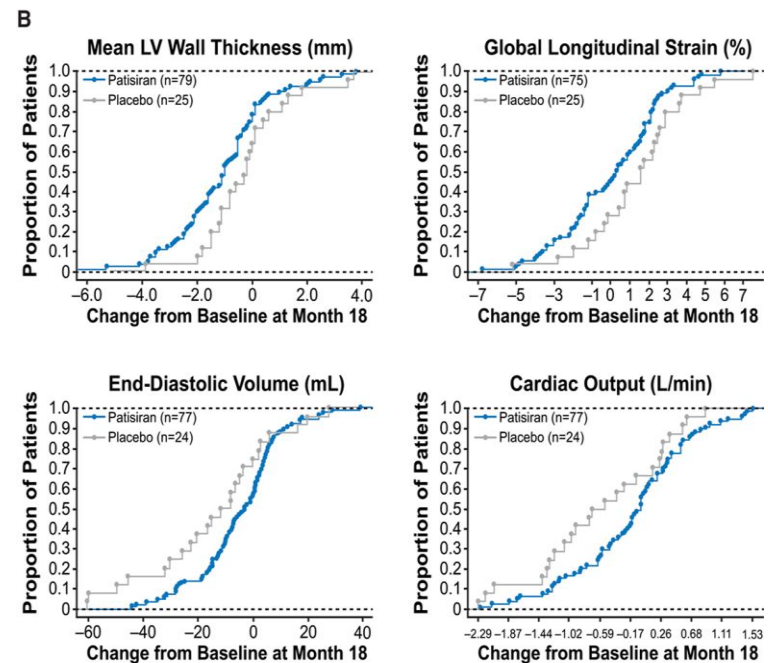 B
Mean LV Wall Thickness (mm)
Proportion of Patients
1.0
0.9
0.8
0.7
0.6
0.5
0.4
0.3
0.2
0.1
0
Patisiran (n=79)
Placebo (n=25)
–6.0 –4.0 –2.0 0 2.0 4.0
Change from Baseline at Month 18
Global Longitudinal Strain (%)
Proportion of Patients
1.0
0.9
0.8
0.7
0.6
0.5
0.4
0.3
0.2
0.1
0
Patisiran (n=75)
Placebo (n=25)
–7 –5 –3 –1 0 1 2 3 4 5 6 7
Change from Baseline at Month 18
End-Diastolic Volume (mL)
Proportion of Patients
1.0
0.9
0.8
0.7
0.6
0.5
0.4
0.3
0.2
0.1
0
Patisiran (n=77)
Placebo (n=24)
–60 –40 –20 0 20 40
Change from Baseline at Month 18
Cardiac Output (L/min)
Proportion of Patients
1.0
0.9
0.8
0.7
0.6
0.5
0.4
0.3
0.2
0.1
0
Patisiran (n=77)
Placebo (n=24)
–2.29 –1.87 –1.44 –1.02 –0.59 –0.17 0.26 0.68 1.11 1.53
Change from Baseline at Month 18